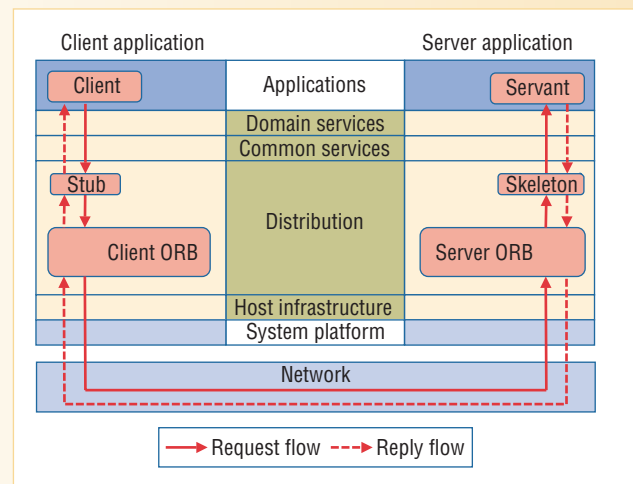 Client application
Server application
Client
Applications
Servant
Domain services
Common services
Stub
Skeleton
Distribution
Client ORB
Server ORB
Host infrastructure
System platform
Network
Request flow
Reply flow